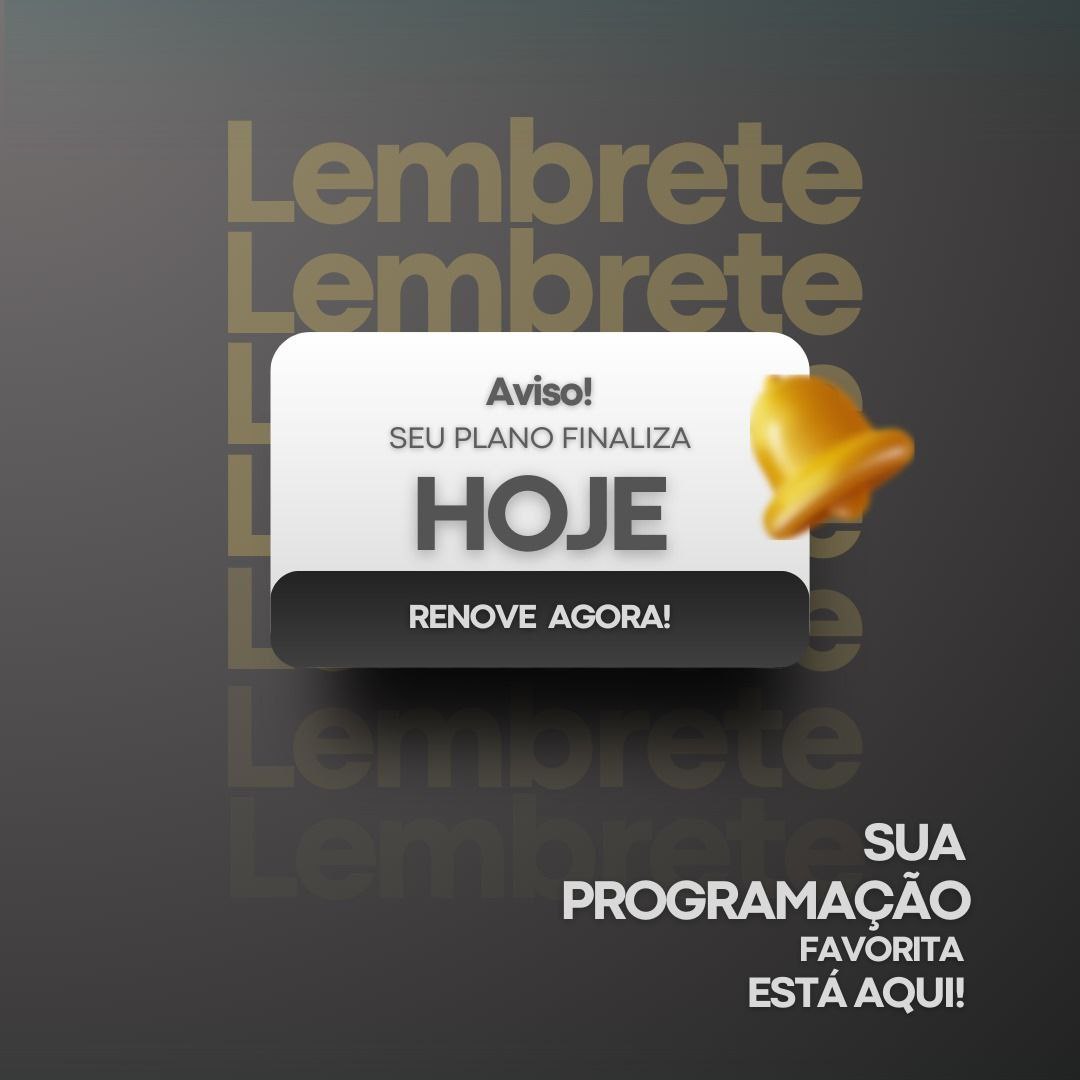 Lembrete
Lembrete
Aviso!
SEU PLANO FINALIZA
HOJE
RENOVE AGORA!
Lembrete
Lembrete
SUA
PROGRAMAÇÃO
FAVORITA
ESTÁ AQUI!